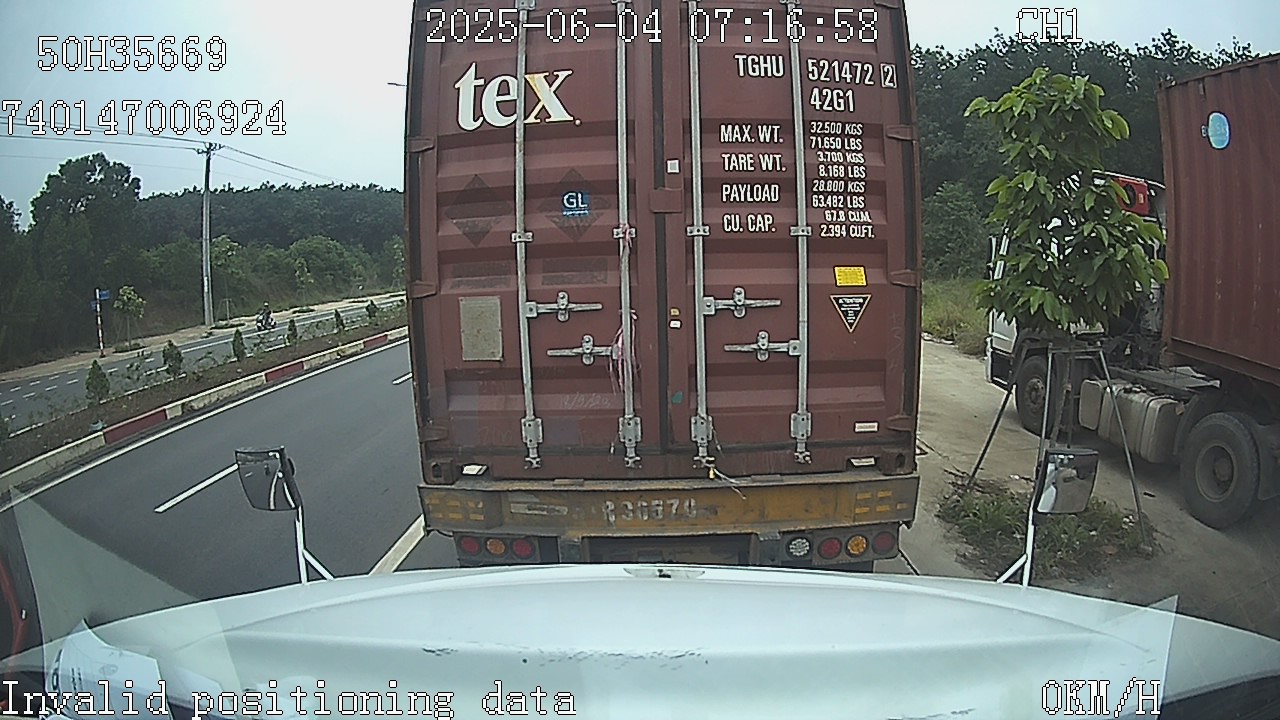 2025-06-04 07:16:58
CH1
50H35669
740147006924
Invalid positioning data
0KM/H
tex
TGHU 521472 2
42G1
MAX. WT. 32.500 KGS
71.650 LBS
TARE WT. 3.700 KGS
8.168 LBS
PAYLOAD 28.800 KGS
63.482 LBS
CU. CAP. 67.8 CU.M.
2.394 CU.FT.
GL